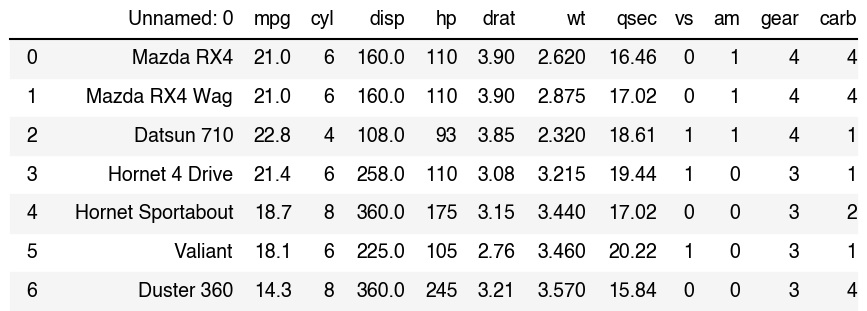 Unnamed: 0 mpg cyl disp hp drat wt qsec vs am gear carb
0 Mazda RX4 21.0 6 160.0 110 3.90 2.620 16.46 0 1 4 4
1 Mazda RX4 Wag 21.0 6 160.0 110 3.90 2.875 17.02 0 1 4 4
2 Datsun 710 22.8 4 108.0 93 3.85 2.320 18.61 1 1 4 1
3 Hornet 4 Drive 21.4 6 258.0 110 3.08 3.215 19.44 1 0 3 1
4 Hornet Sportabout 18.7 8 360.0 175 3.15 3.440 17.02 0 0 3 2
5 Valiant 18.1 6 225.0 105 2.76 3.460 20.22 1 0 3 1
6 Duster 360 14.3 8 360.0 245 3.21 3.570 15.84 0 0 3 4